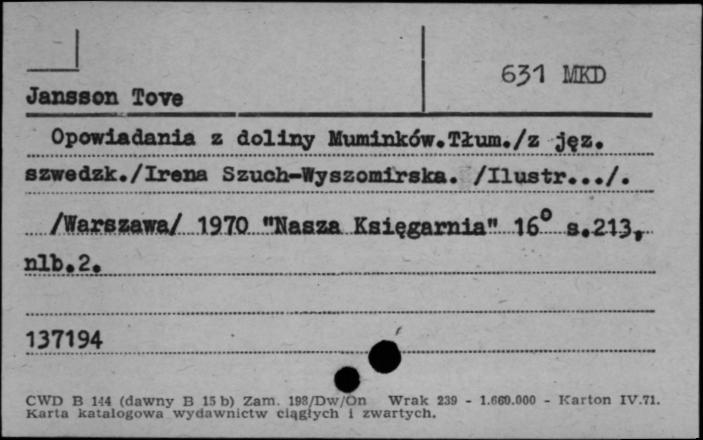 631 MKD
Jansson Tove
Opowiadania z doliny Muminków.Tłum./z jęz.
szwedzk./Irena Szuch-Wyszomirska. /Ilustr.../.
/Warszawa/ 1970 "Nasza Księgarnia" 16° s.213,
nlb.2.
137194
CWD B 144 (dawny B 15 b) Zam. 198/Dw/On Wrak 239 - 1.660.000 - Karton IV.71.
Karta katalogowa wydawnictw ciągłych i zwartych.